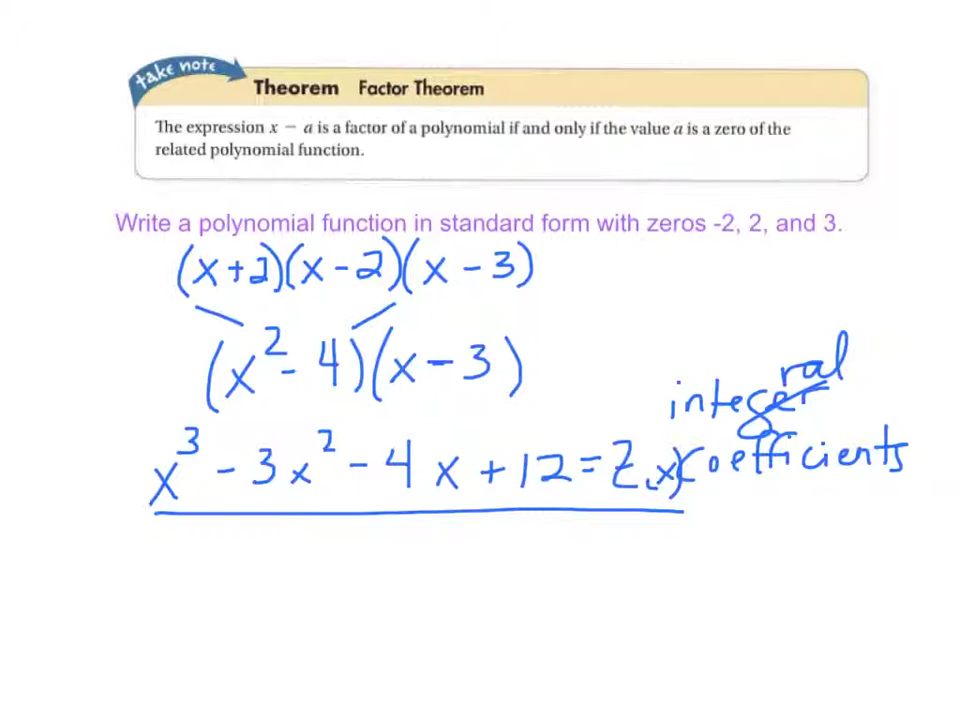 take note
Theorem Factor Theorem
The expression x − a is a factor of a polynomial if and only if the value a is a zero of the
related polynomial function.
Write a polynomial function in standard form with zeros -2, 2, and 3.
(x+2)(x-2)(x-3)
(x²-4)(x-3)
integral
x³-3x²-4x+12=Z(x) coefficients